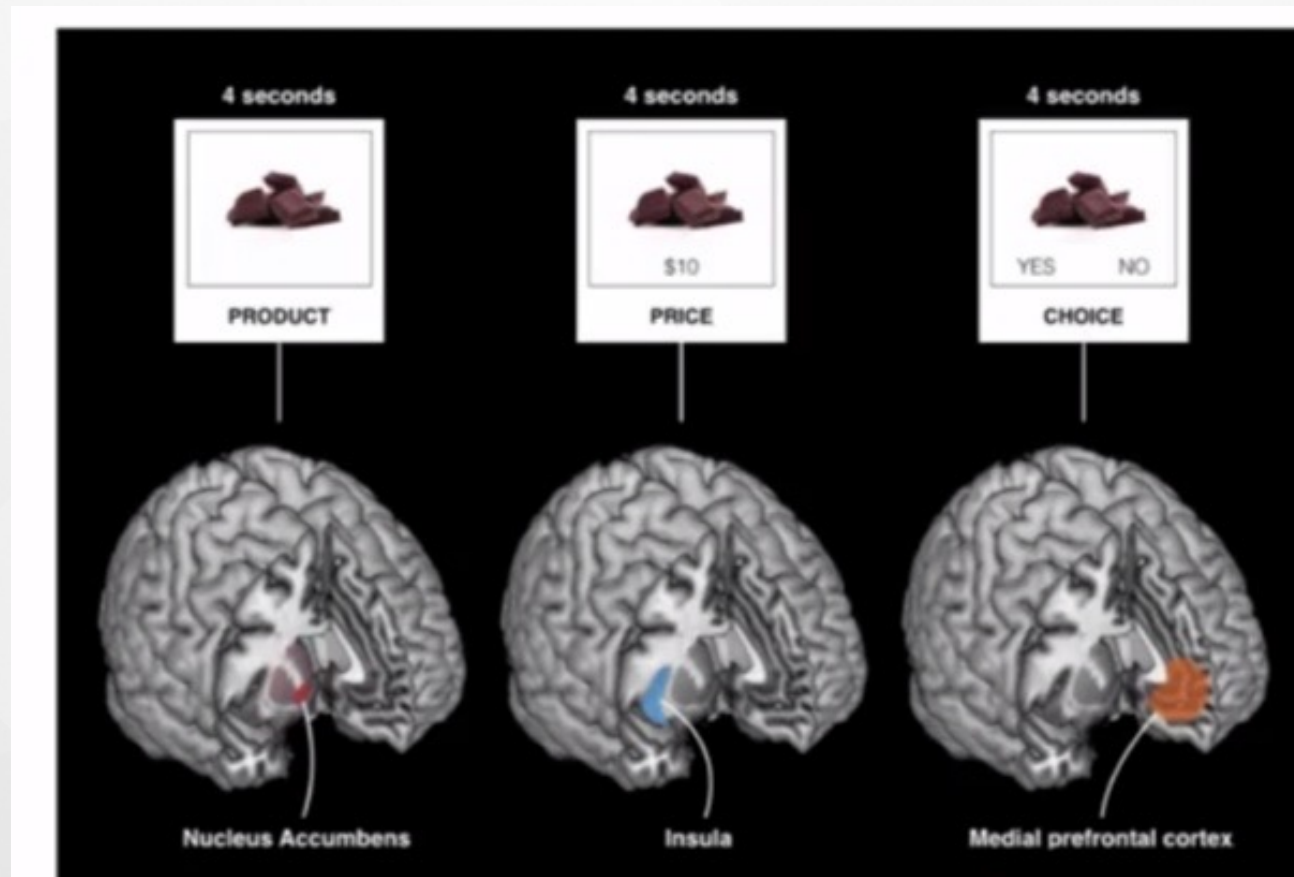 4 seconds
4 seconds
4 seconds
$10
YES NO
PRODUCT
PRICE
CHOICE
Nucleus Accumbens
Insula
Medial prefrontal cortex